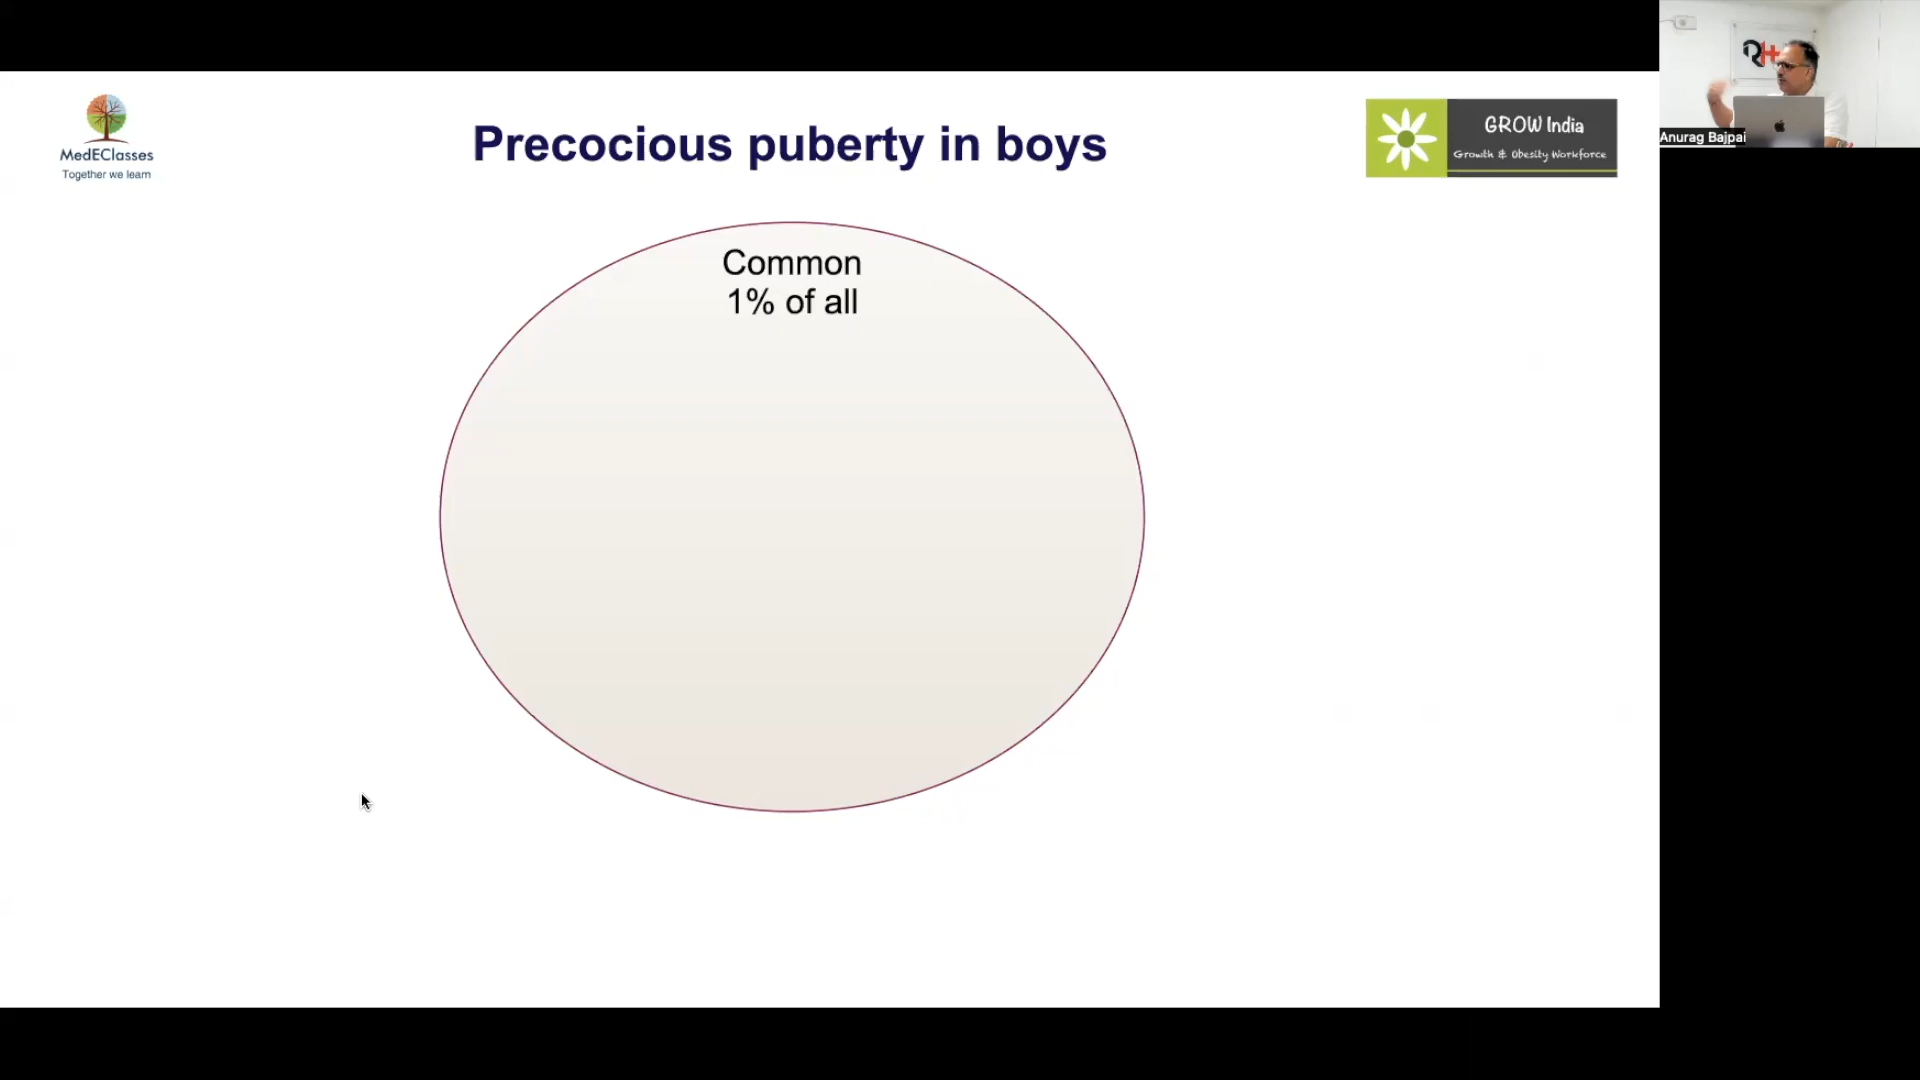 MedEClasses
Together we learn
Precocious puberty in boys
GROW India
Growth & Obesity Workforce
Common
1% of all
RH
Anurag Bajpai